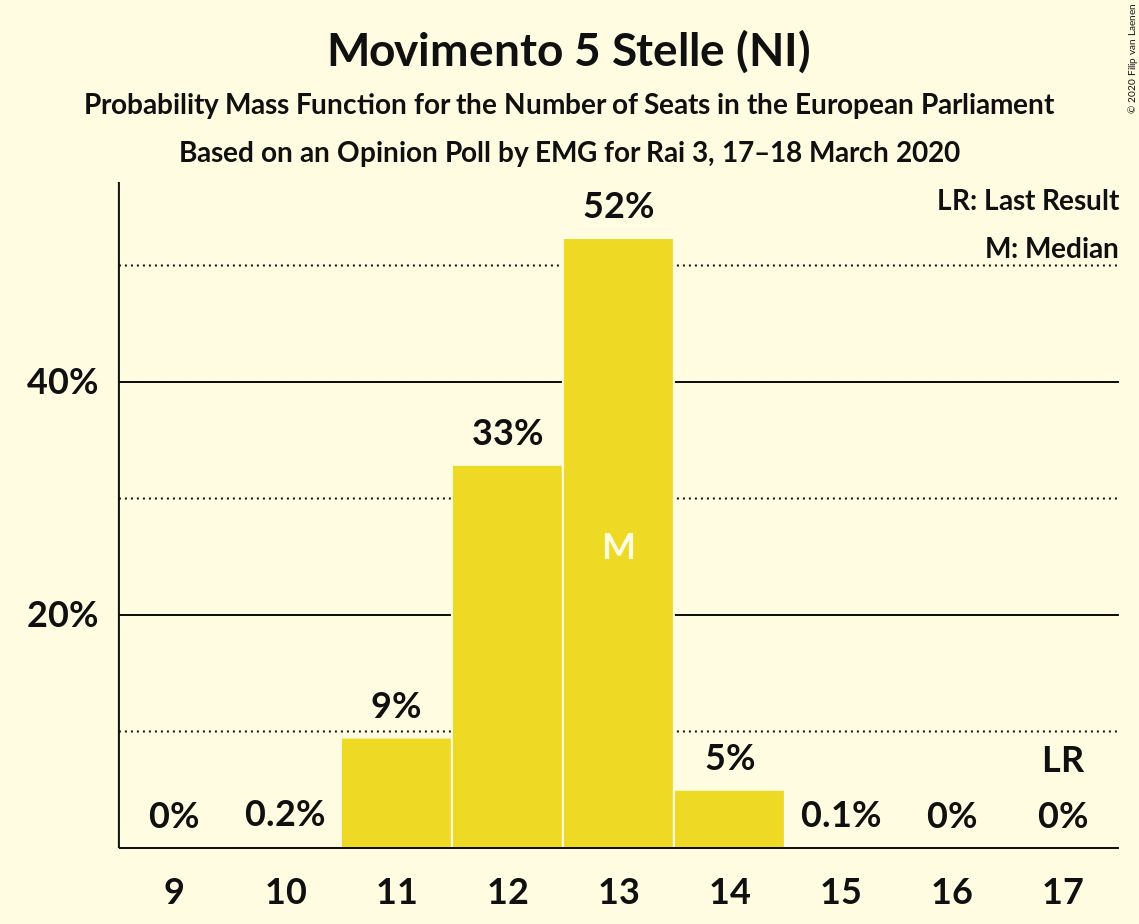 Movimento 5 Stelle (NI)
Probability Mass Function for the Number of Seats in the European Parliament
Based on an Opinion Poll by EMG for Rai 3, 17–18 March 2020
© 2020 Filip van Laenen
LR: Last Result
M: Median
52%
40%
33%
M
20%
9%
5%
LR
0%
0.2%
0.1%
0%
0%
9 10 11 12 13 14 15 16 17